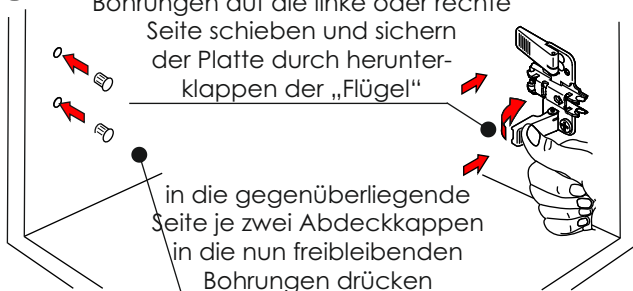 Bohrungen auf die linke oder rechte
Seite schieben und sichern
der Platte durch herunter-
klappen der „Flügel“
in die gegenüberliegende
Seite je zwei Abdeckkappen
in die nun freibleibenden
Bohrungen drücken